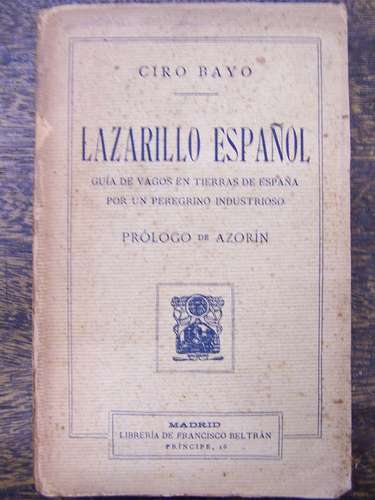 CIRO BAYO
LAZARILLO ESPAÑOL
GUÍA DE VAGOS EN TIERRAS DE ESPAÑA
POR UN PEREGRINO INDUSTRIOSO
PRÓLOGO DE AZORÍN
MADRID
LIBRERÍA DE FRANCISCO BELTRÁN
PRÍNCIPE, 16